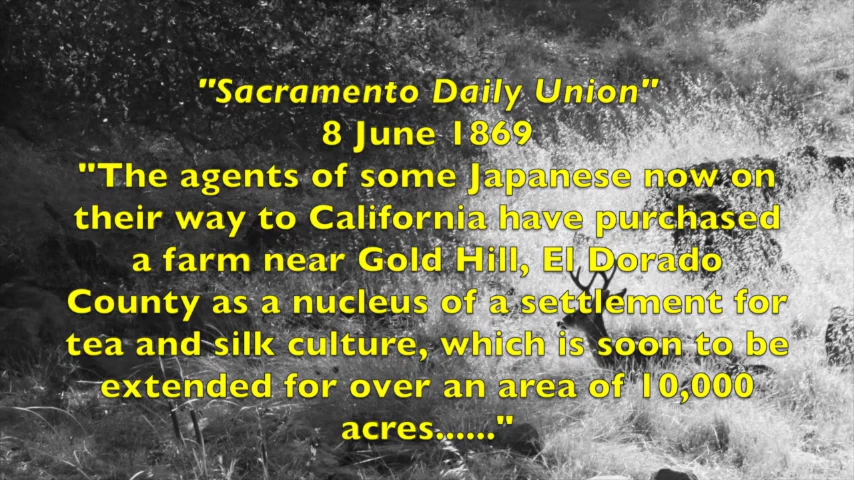 "Sacramento Daily Union"
8 June 1869
"The agents of some Japanese now on
their way to California have purchased
a farm near Gold Hill, El Dorado
County as a nucleus of a settlement for
tea and silk culture, which is soon to be
extended for over an area of 10,000
acres......"